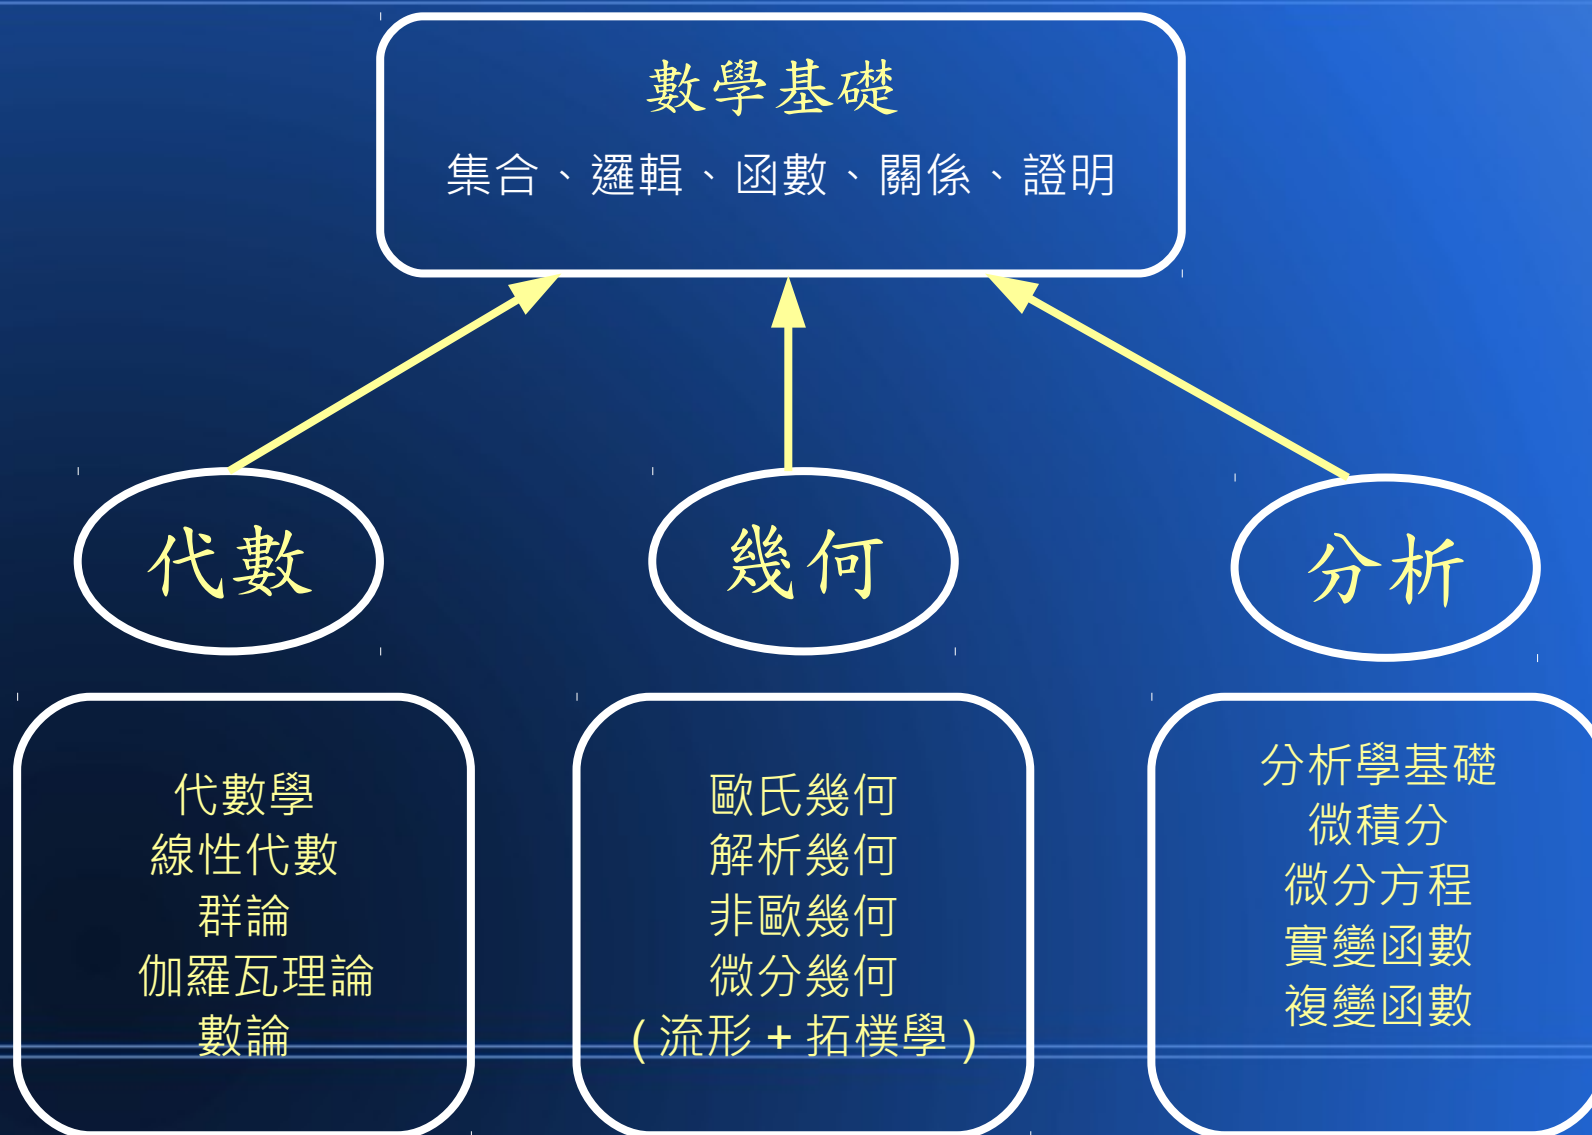 數學基礎
集合、邏輯、函數、關係、證明
代數
幾何
分析
代數學
線性代數
群論
伽羅瓦理論
數論
歐氏幾何
解析幾何
非歐幾何
微分幾何
( 流形 + 拓樸學 )
分析學基礎
微積分
微分方程
實變函數
複變函數